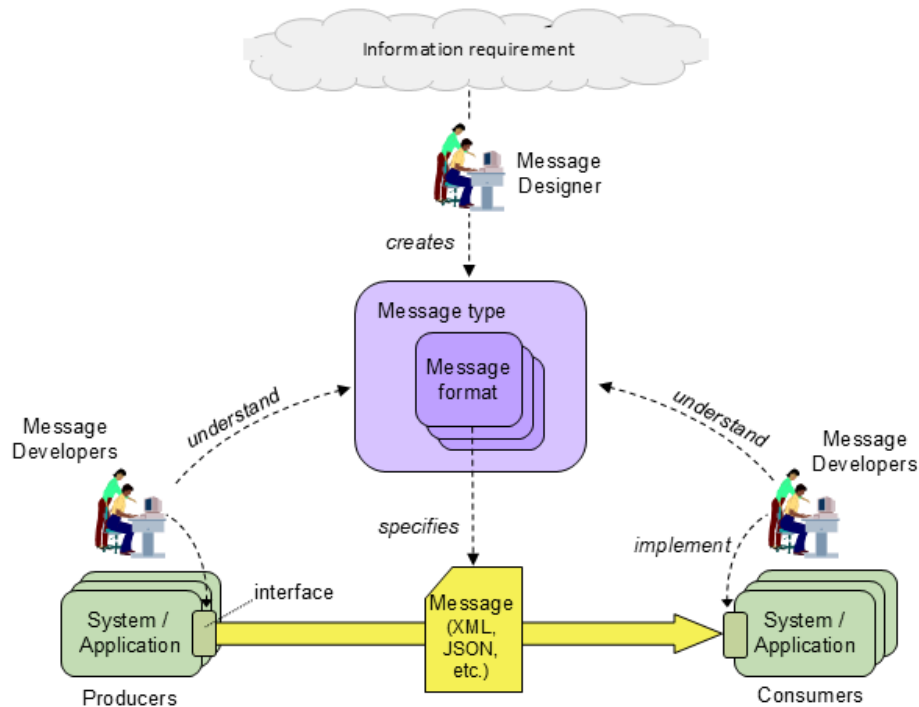 Information requirement
Message
Designer
creates
Message type
Message
format
understand
understand
Message
Developers
Message
Developers
specifies
implement
interface
System /
Application
Message
(XML,
JSON,
etc.)
System /
Application
Producers
Consumers